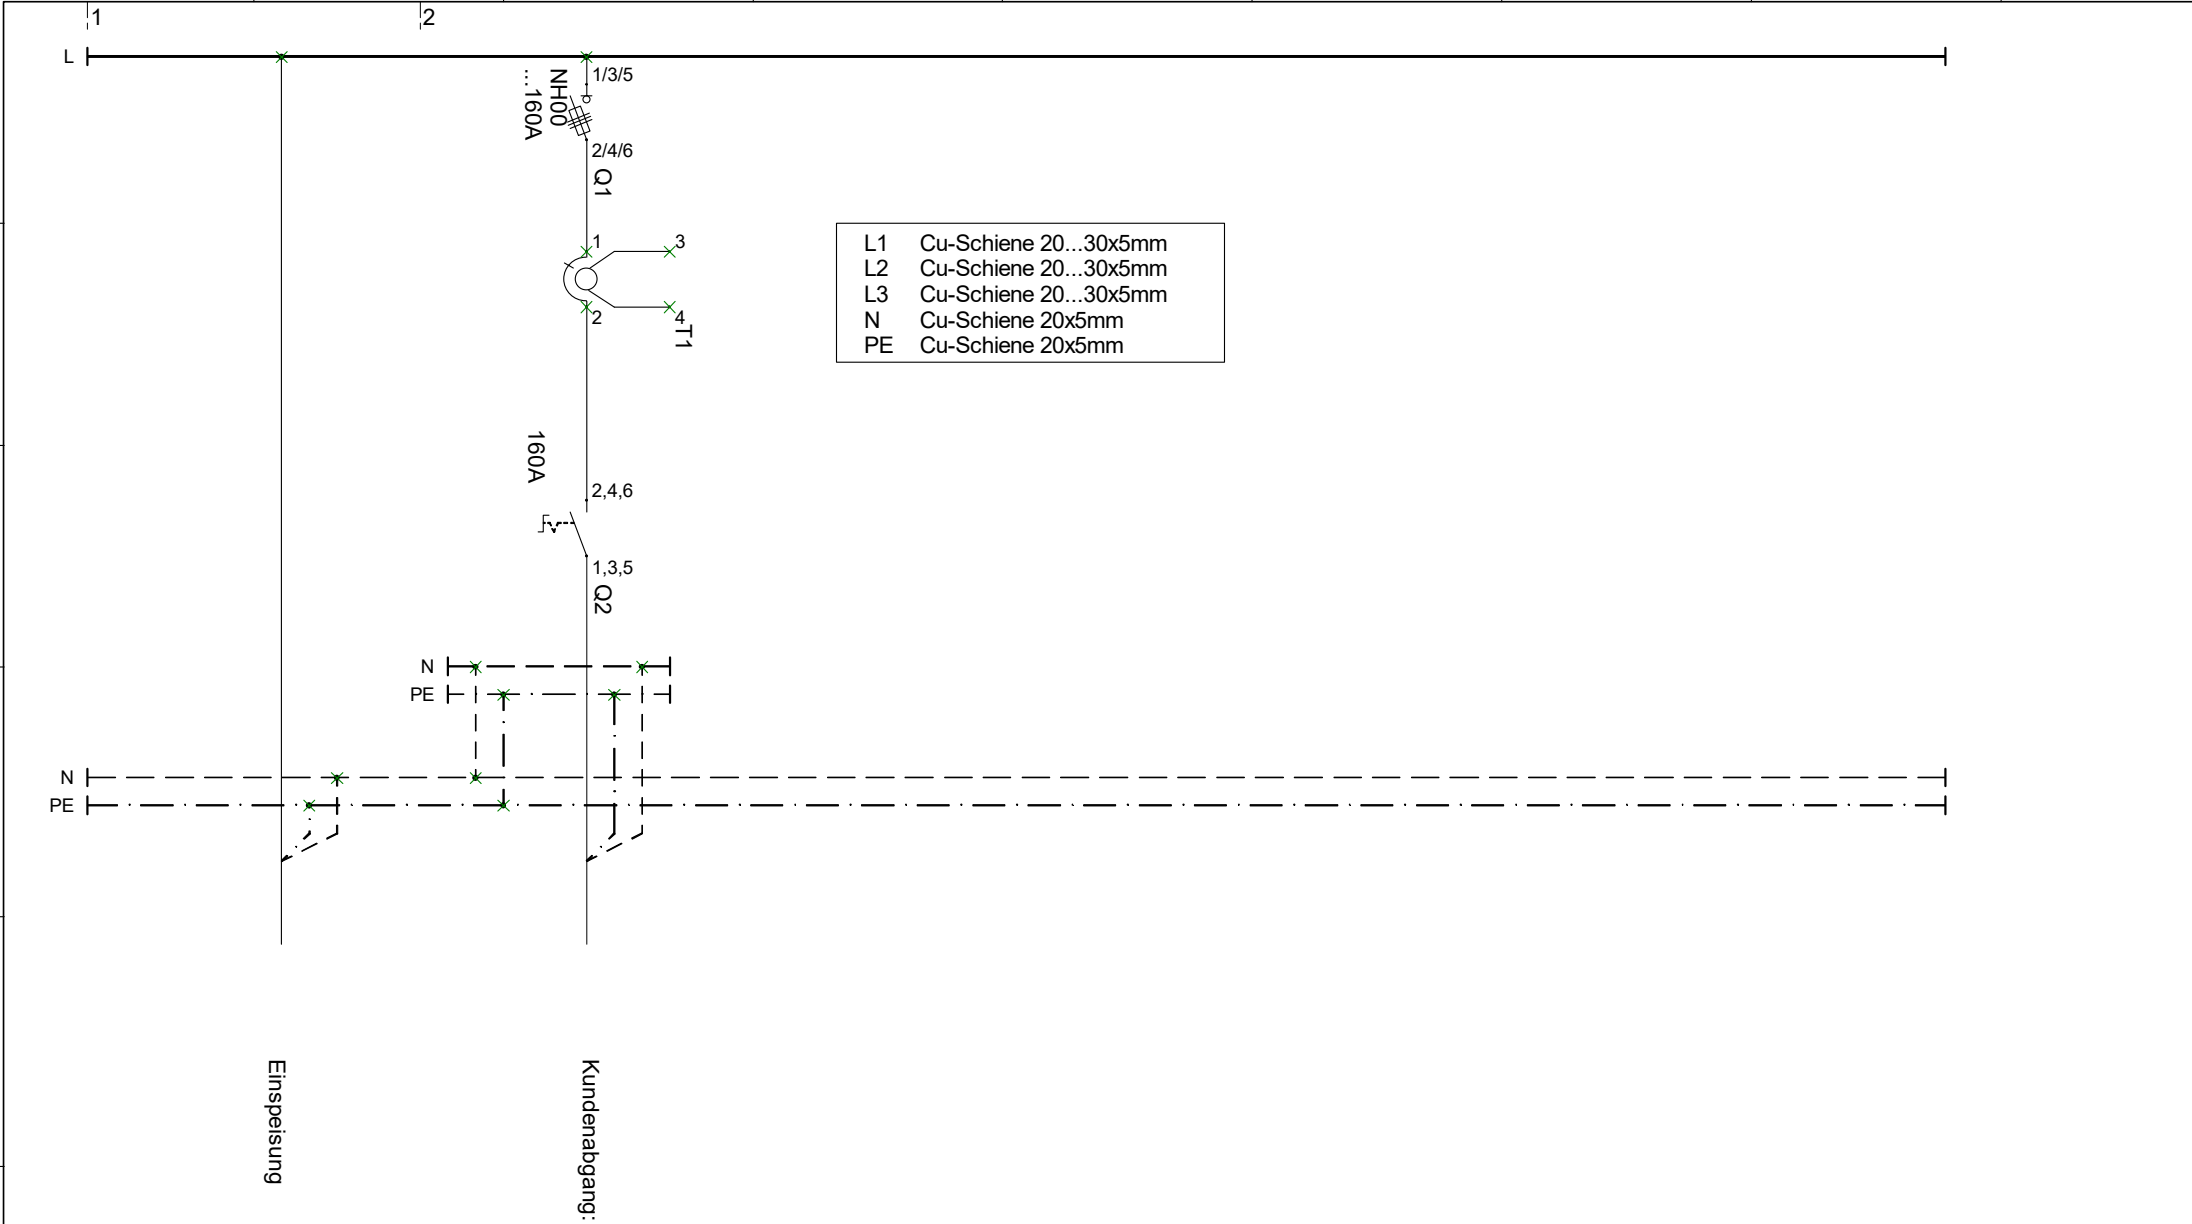 1
2
L
1/3/5
NH00
...160A
2/4/6
Q1
1
3
2
4
T1
L1 Cu-Schiene 20...30x5mm
L2 Cu-Schiene 20...30x5mm
L3 Cu-Schiene 20...30x5mm
N Cu-Schiene 20x5mm
PE Cu-Schiene 20x5mm
160A
2,4,6
1,3,5
Q2
N
PE
N
PE
Einspeisung
Kundenabgang: